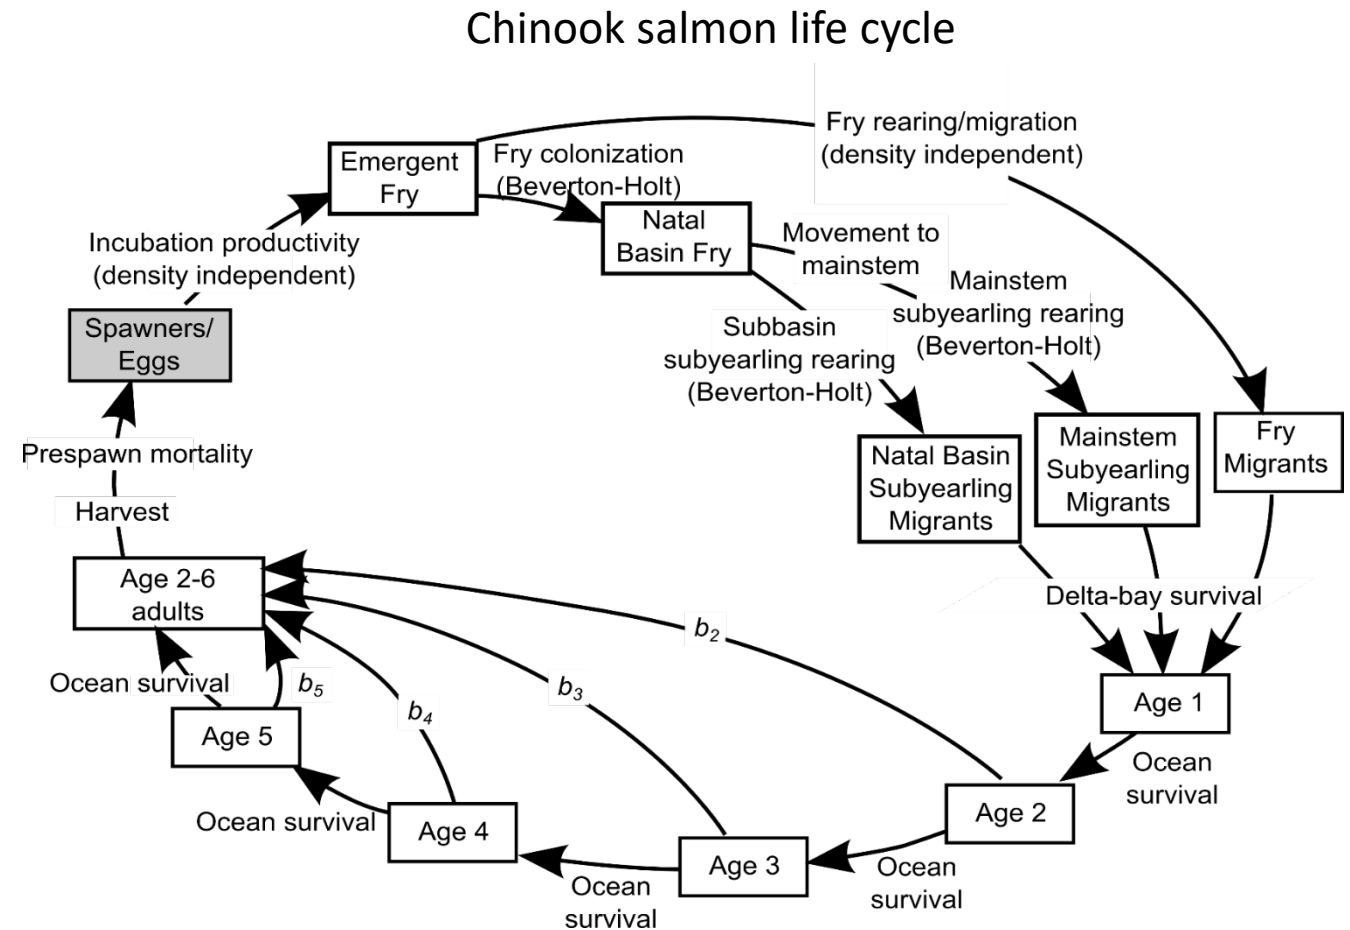 Chinook salmon life cycle
Fry rearing/migration
(density independent)
Emergent
Fry
Fry colonization
(Beverton-Holt)
Natal
Basin Fry
Movement to
mainstem
Incubation productivity
(density independent)
Mainstem
subyearling rearing
(Beverton-Holt)
Spawners/
Eggs
Subbasin
subyearling rearing
(Beverton-Holt)
Natal Basin
Subyearling
Migrants
Mainstem
Subyearling
Migrants
Fry
Migrants
Prespawn mortality
Harvest
Age 2-6
adults
Delta-bay survival
b₂
b₃
b₄
b₅
Ocean survival
Age 5
Age 1
Ocean
survival
Age 2
Ocean survival
Age 4
Age 3
Ocean
survival
Ocean
survival